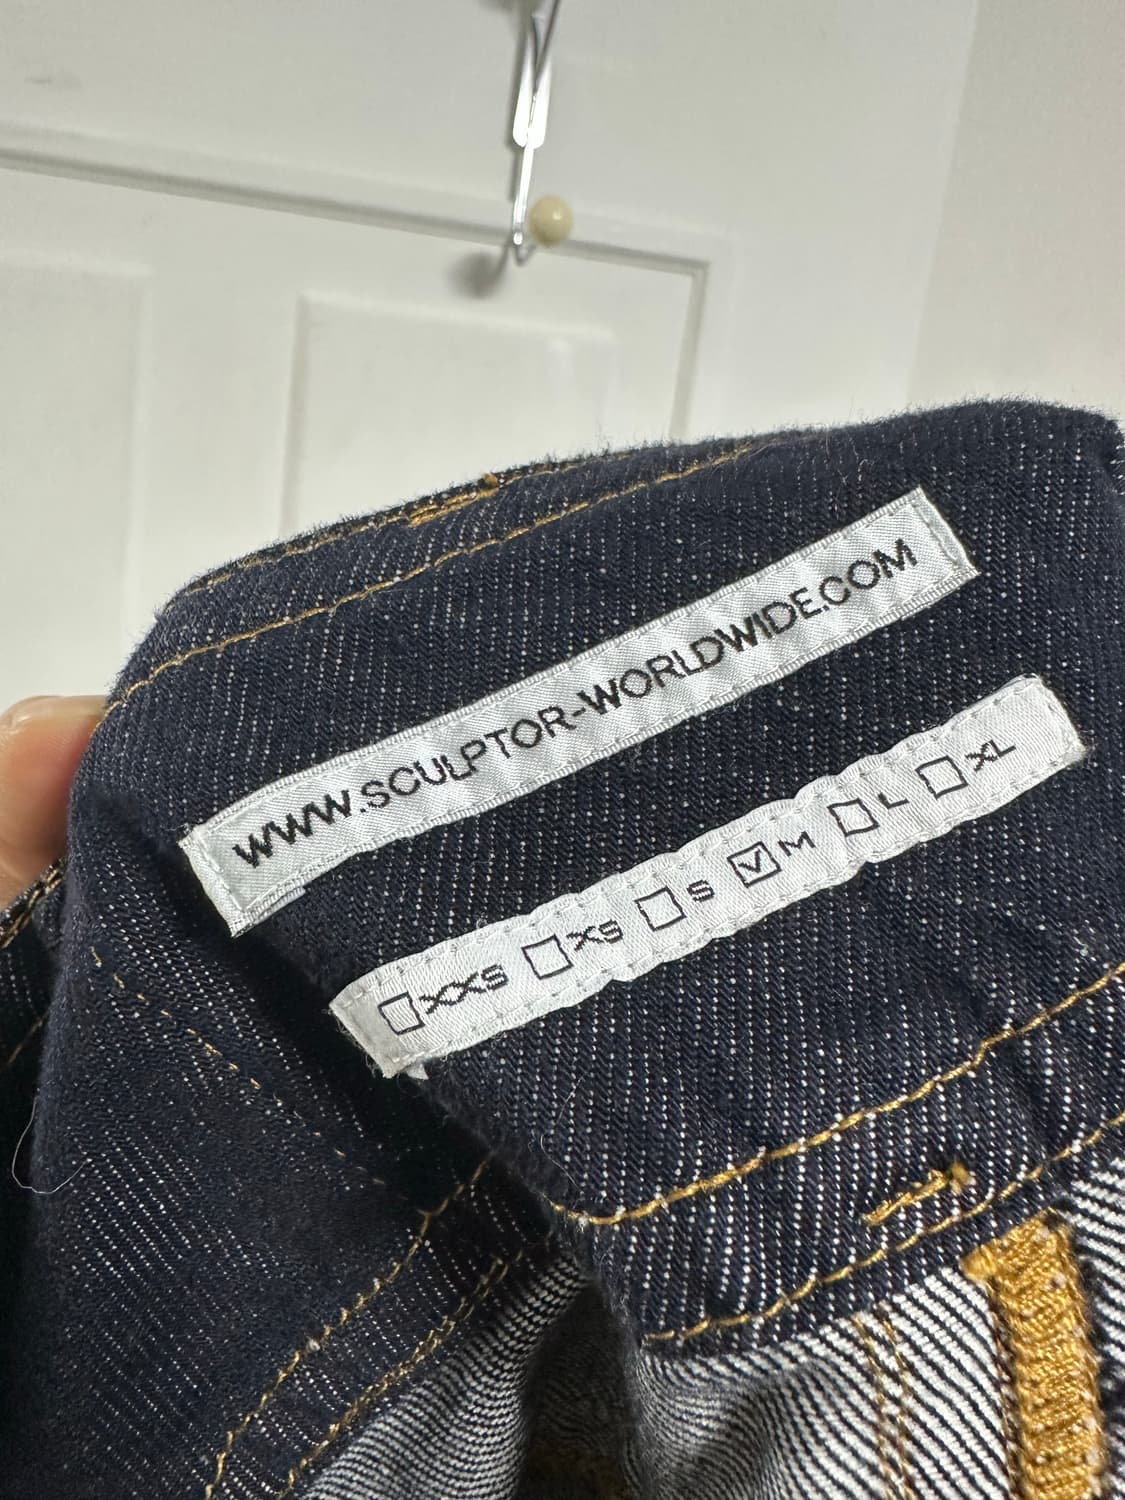 WWW.SCULPTOR-WORLDWIDE.COM
☐ XXS ☐ XS ☐ S ☑ M ☐ L ☐ XL